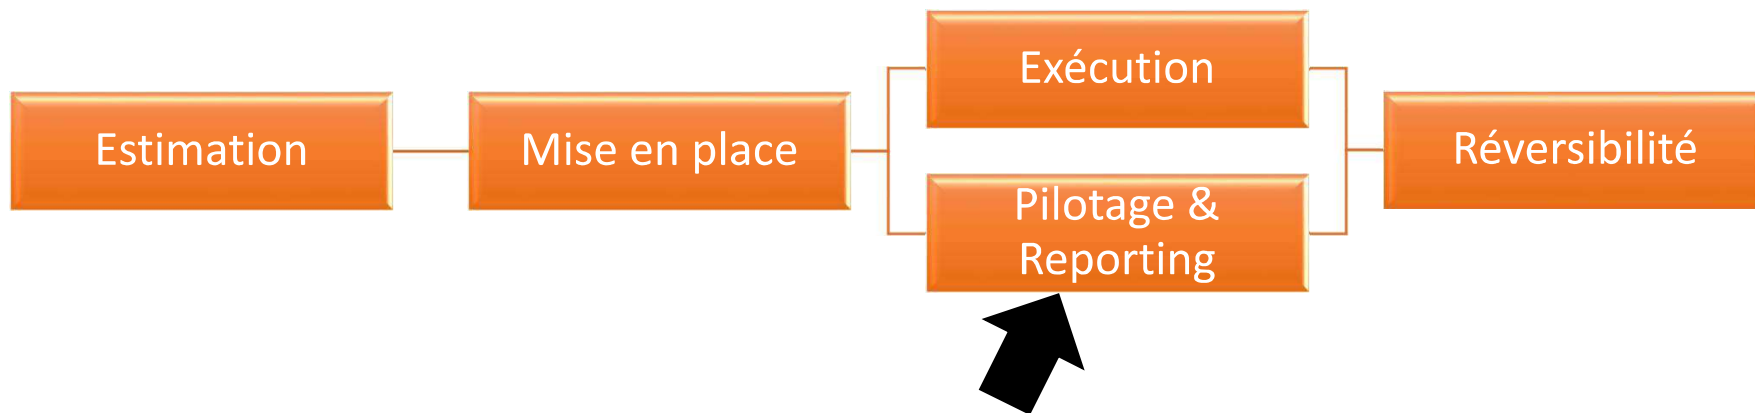 Estimation
Mise en place
Exécution
Pilotage &
Reporting
Réversibilité